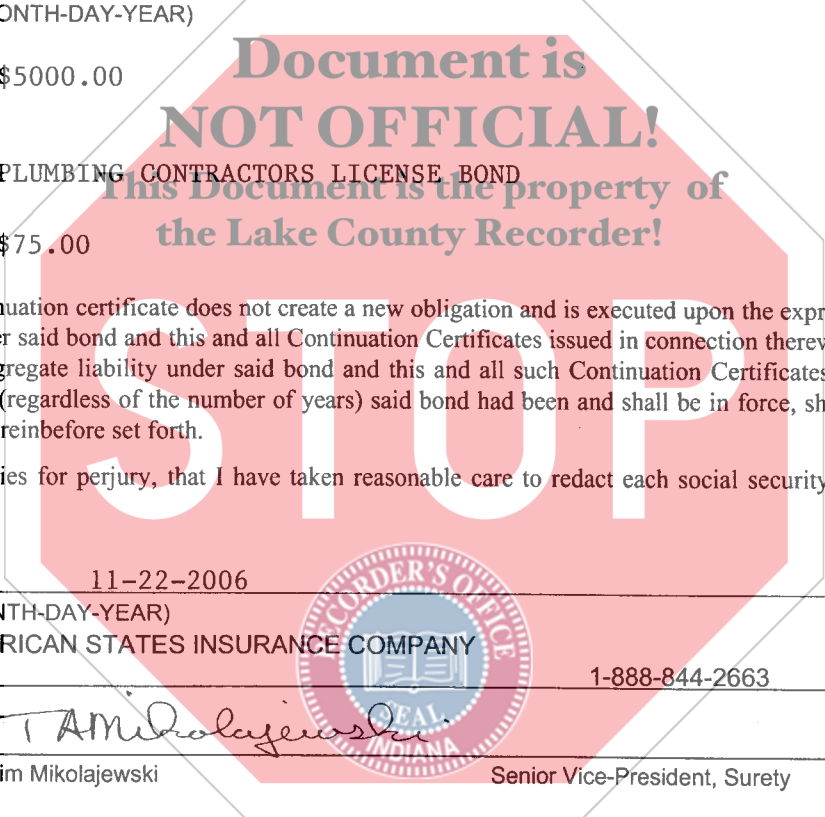 ONTH-DAY-YEAR)
Document is
$5000.00
NOT OFFICIAL!
PLUMBING CONTRACTORS LICENSE BOND
This Document is the property of
the Lake County Recorder!
$75.00
nuation certificate does not create a new obligation and is executed upon the expr
r said bond and this and all Continuation Certificates issued in connection therew
gregate liability under said bond and this and all such Continuation Certificates
(regardless of the number of years) said bond had been and shall be in force, sh
reinbefore set forth.
STOP
ies for perjury, that I have taken reasonable care to redact each social security
11-22-2006
NTH-DAY-YEAR)
RICAN STATES INSURANCE COMPANY
1-888-844-2663
RECORDER'S OFFICE
SEAL
INDIANA
TAMikolajewski
im Mikolajewski
Senior Vice-President, Surety